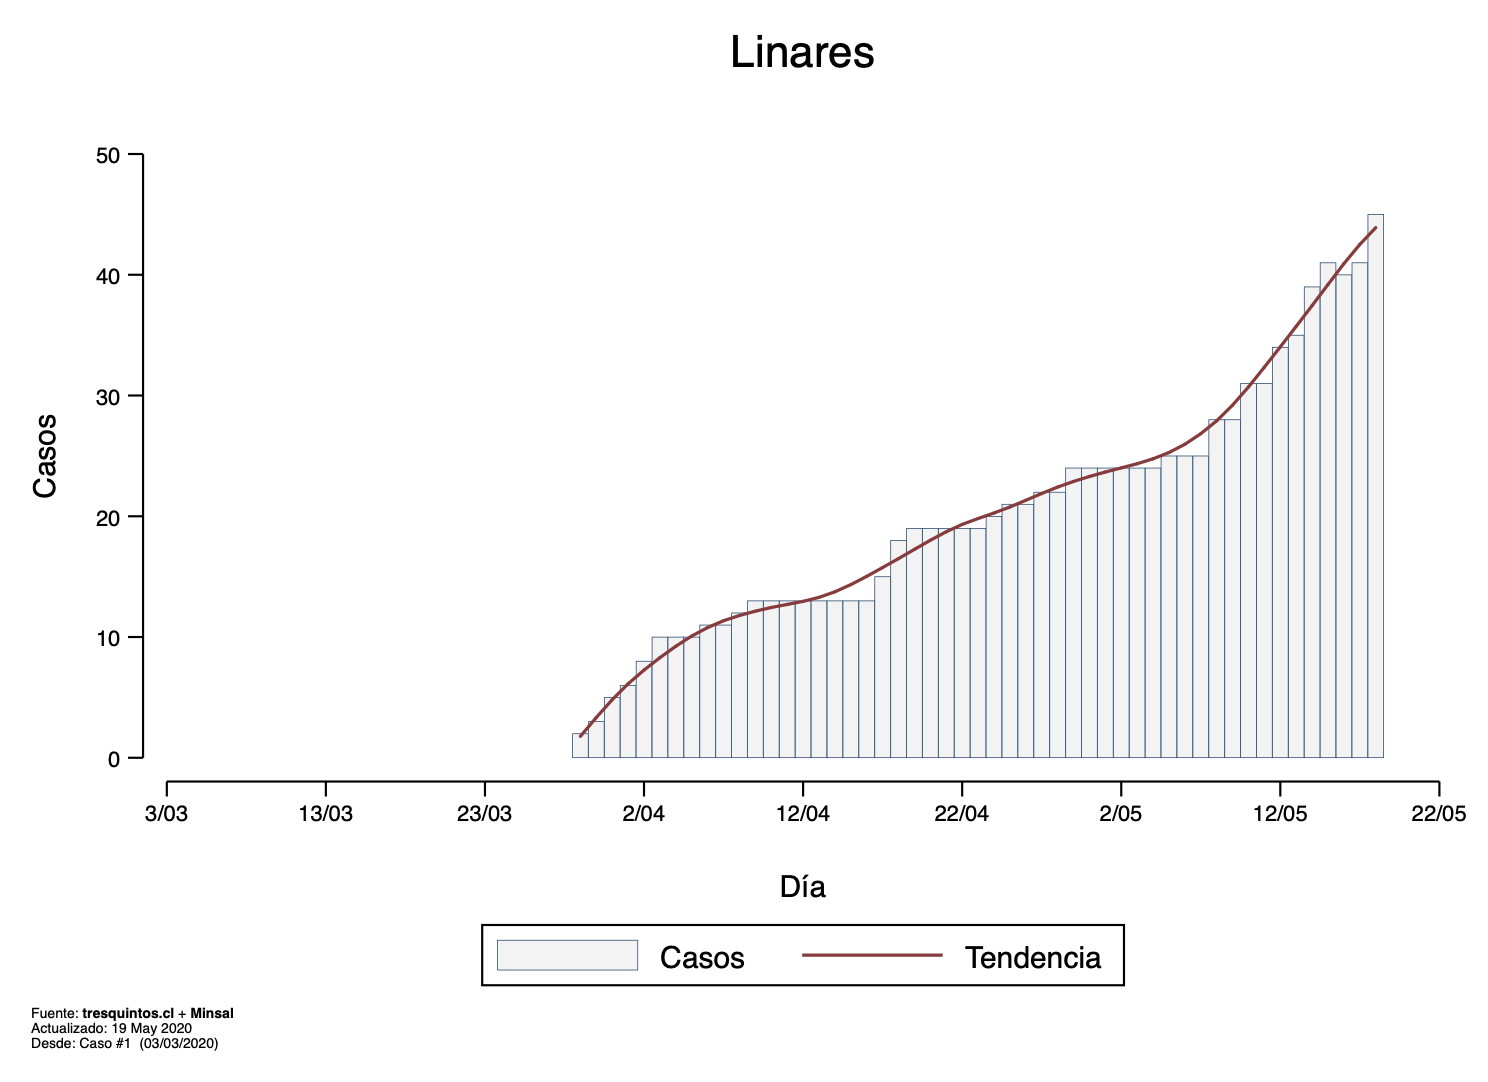 Linares
50
40
30
20
10
0
Casos
3/03 13/03 23/03 2/04 12/04 22/04 2/05 12/05 22/05
Día
Casos Tendencia
Fuente: tresquintos.cl + Minsal
Actualizado: 19 May 2020
Desde: Caso #1 (03/03/2020)